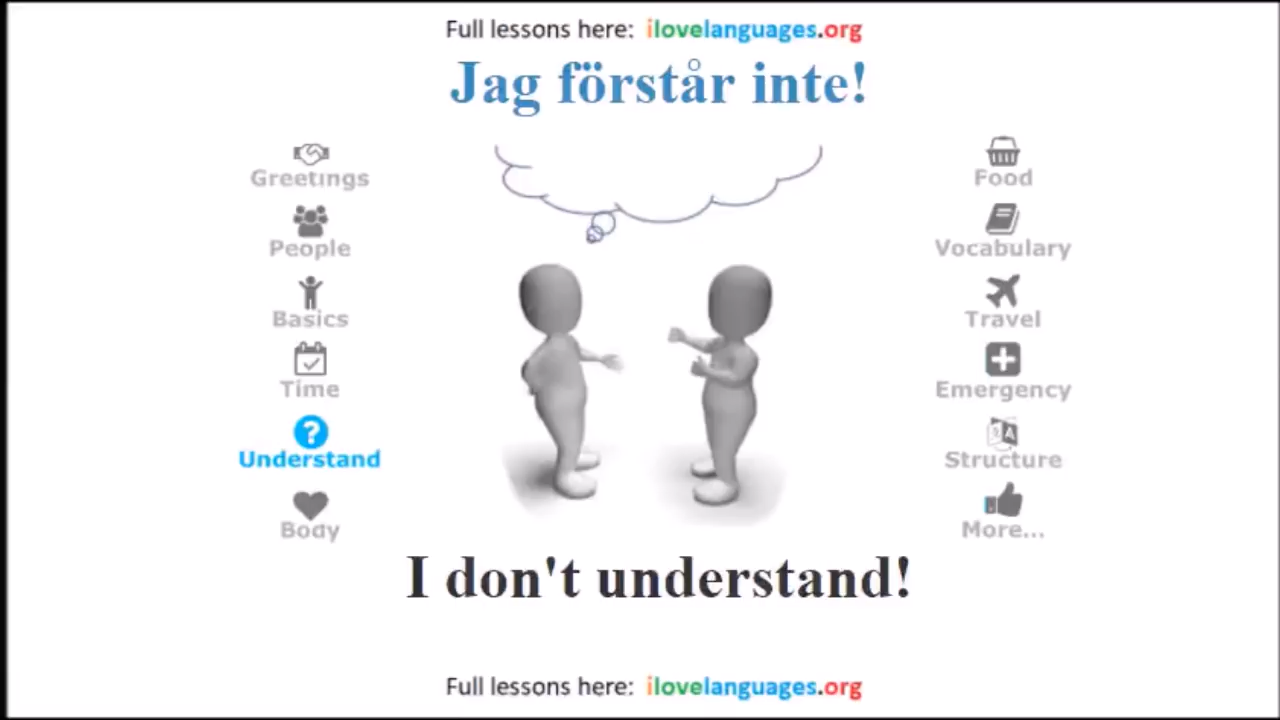 Full lessons here: ilovelanguages.org
Jag förstår inte!
Greetings
People
Basics
Time
Understand
Body
Food
Vocabulary
Travel
Emergency
Structure
More...
I don't understand!
Full lessons here: ilovelanguages.org